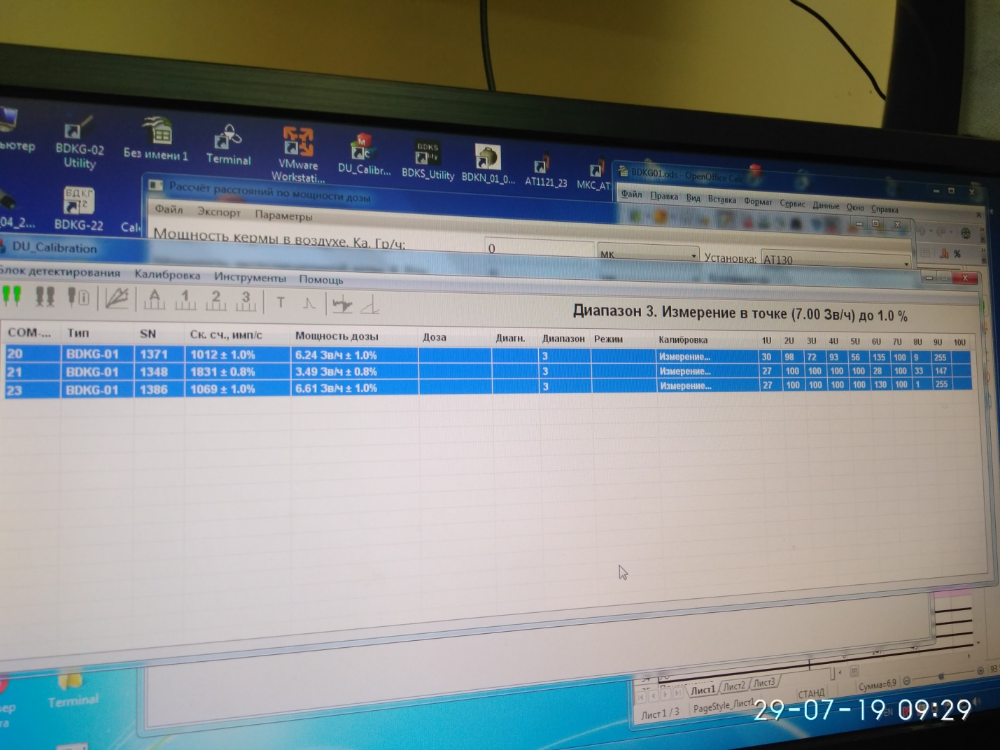 ьютер
BDKG-02
Utility
Без имени 1
Terminal
VMware
Workstati...
DU_Calibr...
BDKS_Utility
BDKN_01_0...
AT1121_23
МКС_АТ
BDKG01.ods - OpenOffice Calc
Файл Правка Вид Вставка Формат Сервис Данные Окно Справка
04_2...
БДКГ
BDKG-22
Cal
Рассчёт расстояний по мощности дозы
Файл Экспорт Параметры
Мощность кермы в воздухе, Ка, Гр/ч:
0
мк
Установка:
АТ130
DU_Calibration
Блок детектирования Калибровка Инструменты Помощь
A 1 2 3 T
Диапазон 3. Измерение в точке (7.00 Зв/ч) до 1.0 %
COM-... Тип SN Ск. сч., имп/с Мощность дозы Доза Диагн. Диапазон Режим Калибровка 1U 2U 3U 4U 5U 6U 7U 8U 9U 10U
20 BDKG-01 1371 1012 ± 1.0% 6.24 Зв/ч ± 1.0% 3 Измерение... 30 98 72 93 56 135 100 9 255
21 BDKG-01 1348 1831 ± 0.8% 3.49 Зв/ч ± 0.8% 3 Измерение... 27 100 100 100 100 28 100 33 147
23 BDKG-01 1386 1069 ± 1.0% 6.61 Зв/ч ± 1.0% 3 Измерение... 27 100 100 100 100 130 100 1 255
Terminal
Лист1 Лист2 Лист3
Лист 1 / 3 PageStyle_Лист1 СТАНД Сумма=6,9 93
EN
29-07-19 09:29